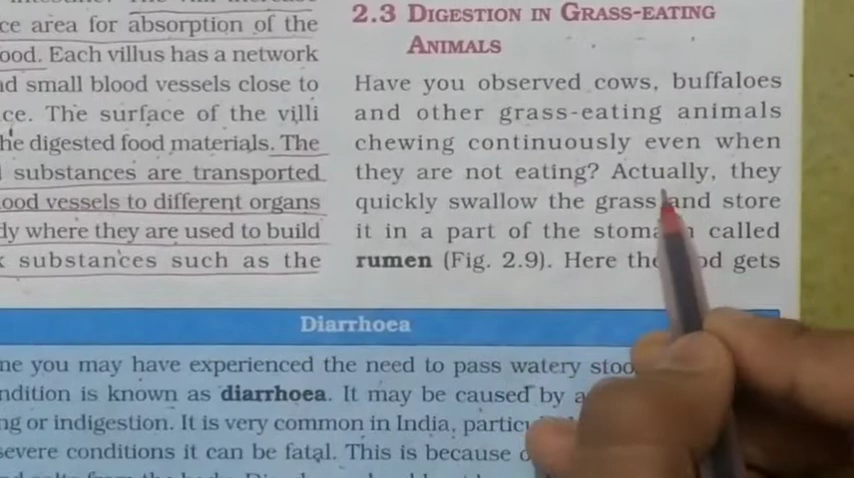 ce area for absorption of the
ood. Each villus has a network
nd small blood vessels close to
ce. The surface of the villi
he digested food materials. The
substances are transported
ood vessels to different organs
dy where they are used to build
x substances such as the
2.3 DIGESTION IN GRASS-EATING
ANIMALS
Have you observed cows, buffaloes
and other grass-eating animals
chewing continuously even when
they are not eating? Actually, they
quickly swallow the grass and store
it in a part of the called
rumen (Fig. 2.9). Here gets
Diarrhoea
ne you may have experienced the need to pass watery
ndition is known as diarrhoea. It may be caused by
ng or indigestion. It is very common in India,
severe conditions it can be fatal. This is because